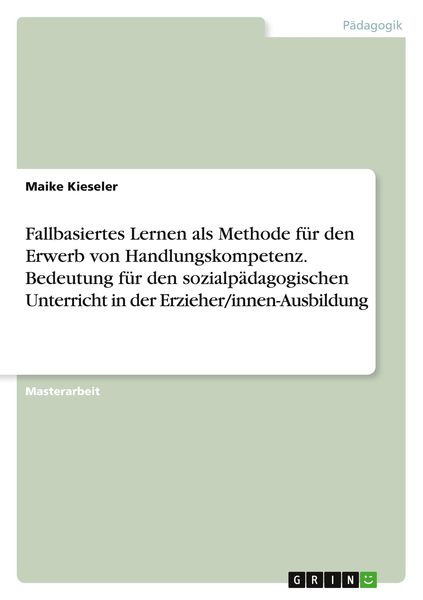 Pädagogik
Maike Kieseler
Fallbasiertes Lernen als Methode für den
Erwerb von Handlungskompetenz.
Bedeutung für den sozialpädagogischen
Unterricht in der Erzieher/innen-Ausbildung
Masterarbeit
GRIN